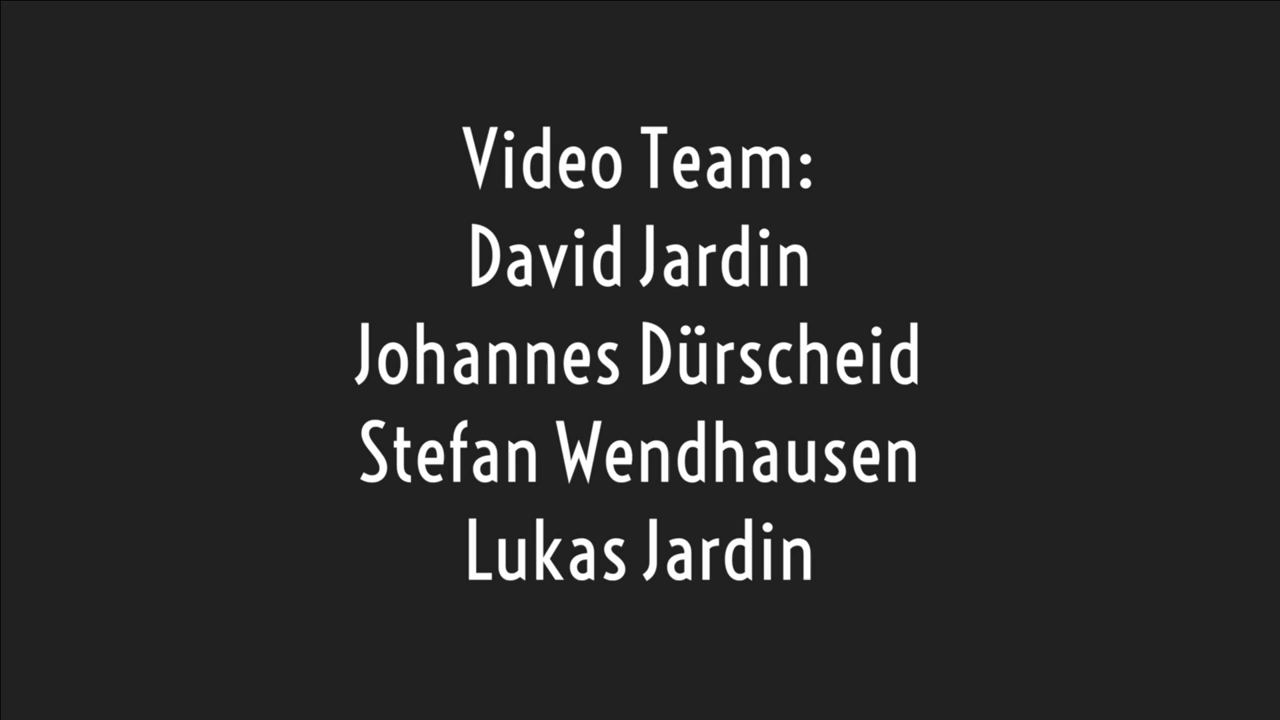 Video Team:
David Jardin
Johannes Dürscheid
Stefan Wendhausen
Lukas Jardin